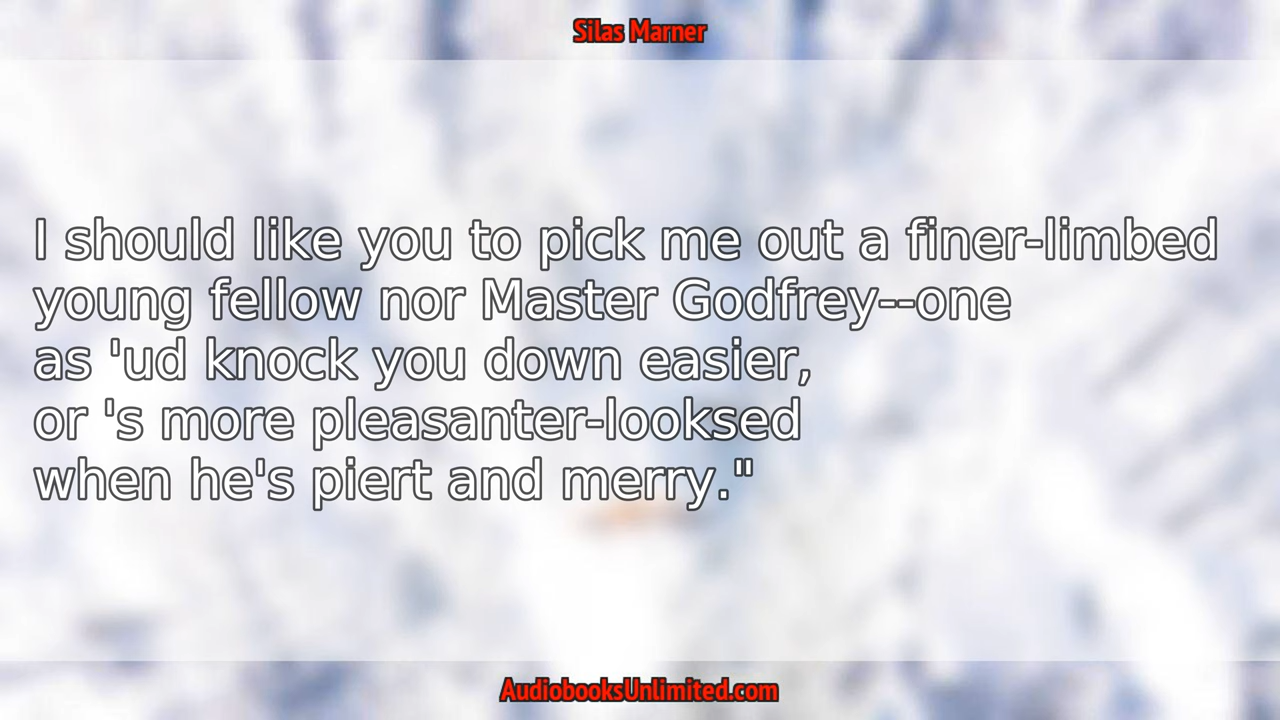 Silas Marner
I should like you to pick me out a finer-limbed
young fellow nor Master Godfrey--one
as 'ud knock you down easier,
or 's more pleasanter-looksed
when he's piert and merry."
AudiobooksUnlimited.com